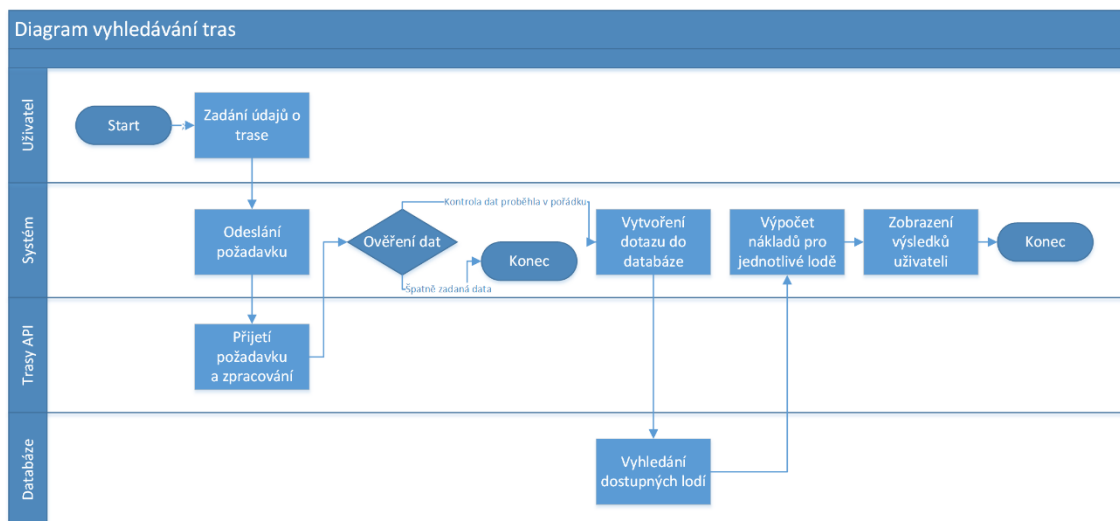 Diagram vyhledávání tras
Uživatel
Start
Zadání údajů o
trase
Systém
Odeslání
požadavku
Ověření dat
Kontrola dat proběhla v pořádku
Špatně zadaná data
Konec
Vytvoření
dotazu do
databáze
Výpočet
nákladů pro
jednotlivé lodě
Zobrazení
výsledků
uživateli
Konec
Trasy API
Přijetí
požadavku
a zpracování
Databáze
Vyhledání
dostupných lodí